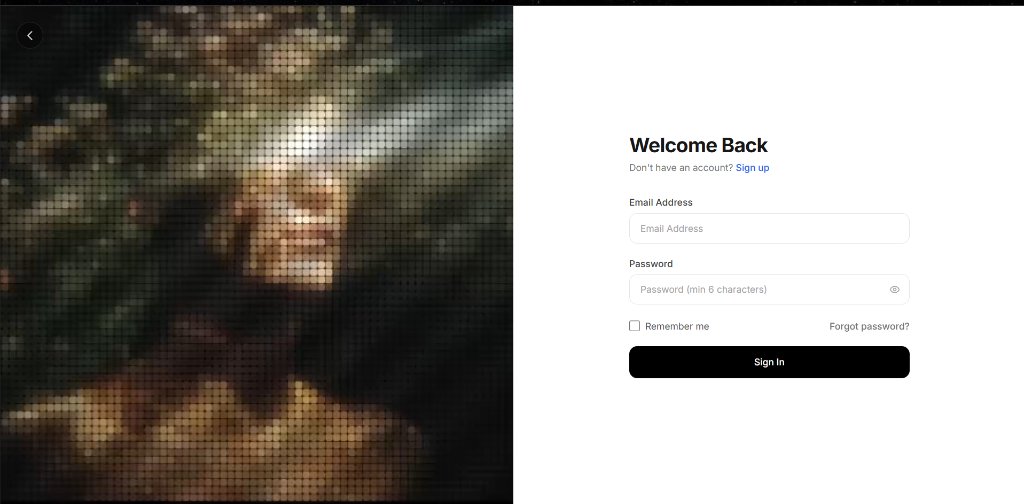 Welcome Back
Don't have an account? Sign up
Email Address
Email Address
Password
Password (min 6 characters)
Remember me
Forgot password?
Sign In